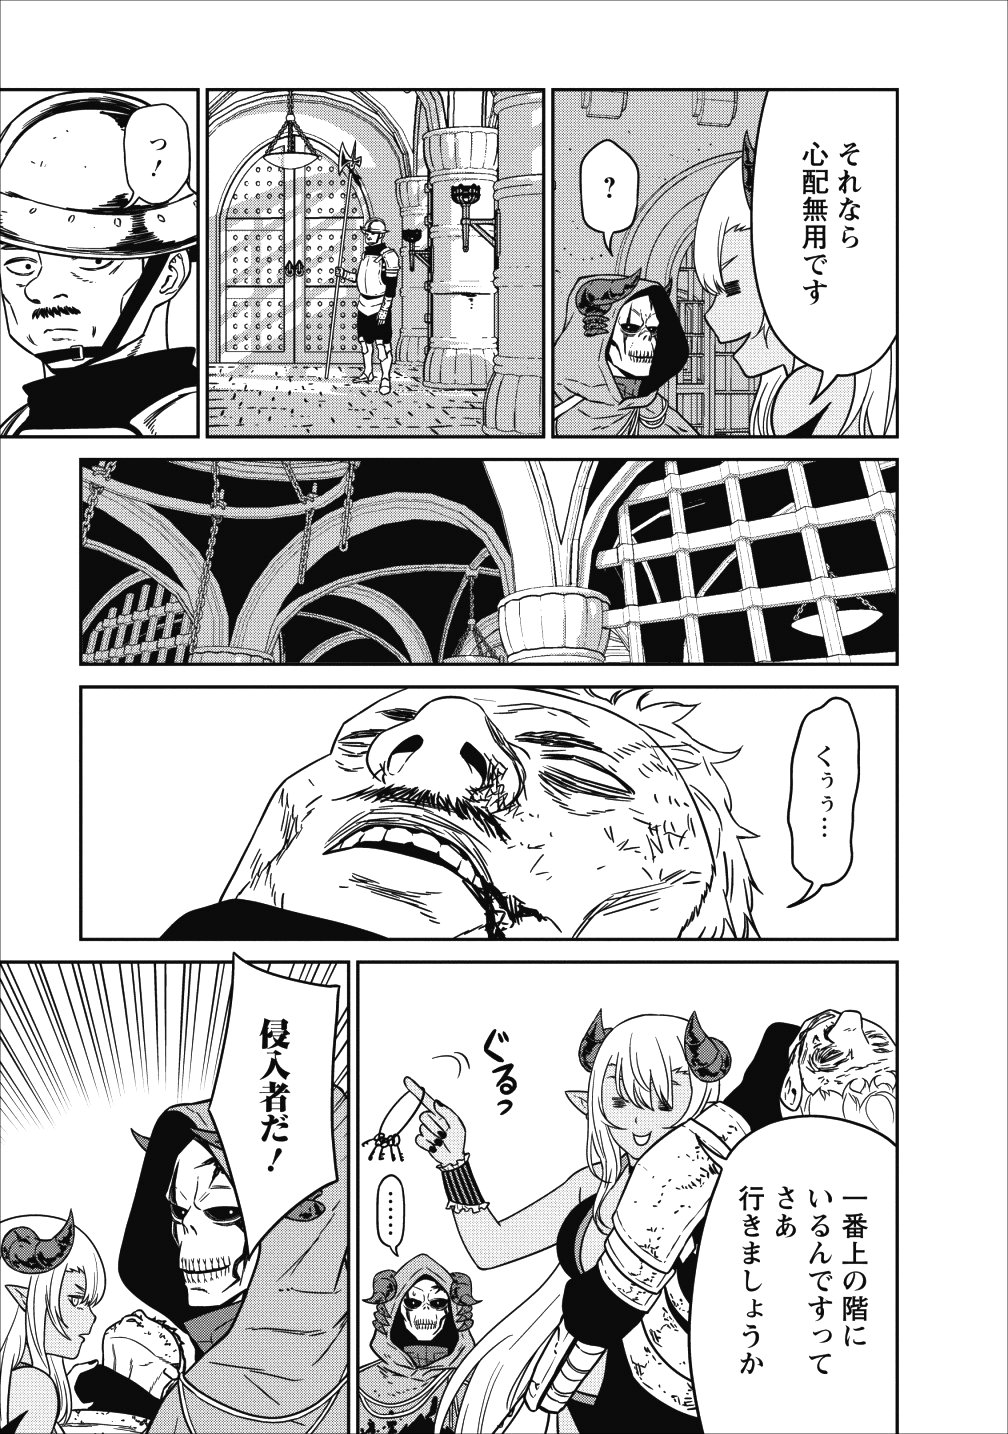 それなら
心配無用です
？
っ！
くぅぅ…
一番上の階に
いるんですって
さあ
行きましょうか
ぐるっ
……
侵入者だ！